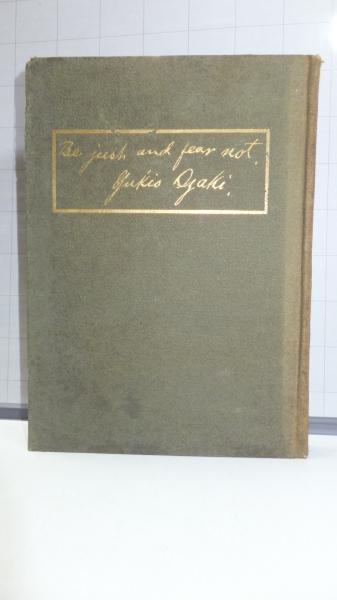 Be just and fear not.
Yukio Ozaki.